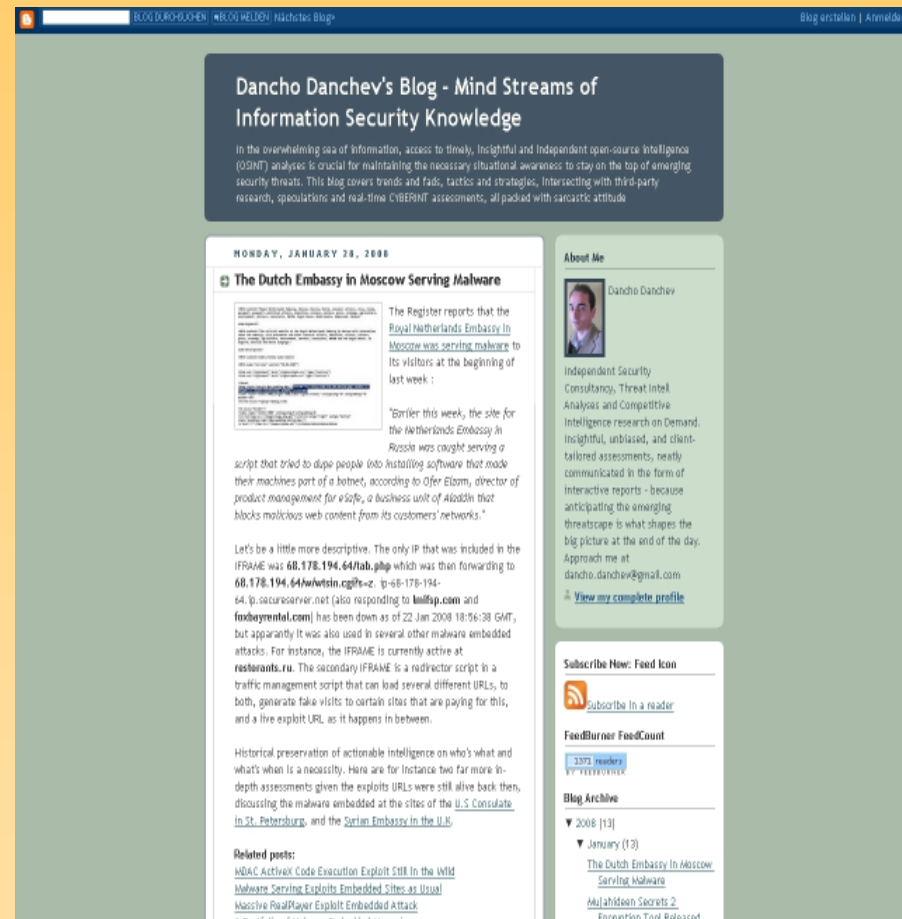 BLOG DURCHSUCHEN BLOG MELDEN Nächstes Blog»
Blog erstellen | Anmelde
Dancho Danchev's Blog - Mind Streams of
Information Security Knowledge
In the overwhelming sea of information, access to timely, insightful and independent open-source intelligence
(OSINT) analyses is crucial for maintaining the necessary situational awareness to stay on the top of emerging
security threats. This blog covers trends and fads, tactics and strategies, intersecting with third-party
research, speculations and real-time CYBERINT assessments, all packed with sarcastic attitude
MONDAY, JANUARY 28, 2008
The Dutch Embassy in Moscow Serving Malware
The Register reports that the
Royal Netherlands Embassy in
Moscow was serving malware to
its visitors at the beginning of
last week :
"Earlier this week, the site for
the Netherlands Embassy in
Russia was caught serving a
script that tried to dupe people into installing software that made
their machines part of a botnet, according to Ofer Elzam, director of
product management for eSafe, a business unit of Aladdin that
blocks malicious web content from its customers' networks."
Let's be a little more descriptive. The only IP that was included in the
IFRAME was 68.178.194.64/tab.php which was then forwarding to
68.178.194.64/w/wtsin.cgi?s=z. ip-68-178-194-
64.ip.secureserver.net (also responding to lmifsp.com and
foxbayrental.com) has been down as of 22 Jan 2008 18:56:38 GMT,
but apparantly it was also used in several other malware embedded
attacks. For instance, the IFRAME is currently active at
restorants.ru. The secondary IFRAME is a redirector script in a
traffic management script that can load several different URLs, to
both, generate fake visits to certain sites that are paying for this,
and a live exploit URL as it happens in between.
Historical preservation of actionable intelligence on who's what and
what's when is a necessity. Here are for instance two far more in-
depth assessments given the exploits URLs were still alive back then,
discussing the malware embedded at the sites of the U.S Consulate
in St. Petersburg, and the Syrian Embassy in the U.K.
Related posts:
MDAC ActiveX Code Execution Exploit Still in the Wild
Malware Serving Exploits Embedded Sites as Usual
Massive RealPlayer Exploit Embedded Attack
About Me
Dancho Danchev
Independent Security
Consultancy, Threat Intell
Analyses and Competitive
Intelligence research on Demand.
Insightful, unbiased, and client-
tailored assessments, neatly
communicated in the form of
interactive reports - because
anticipating the emerging
threatscape is what shapes the
big picture at the end of the day.
Approach me at
dancho.danchev@gmail.com
View my complete profile
Subscribe Now: Feed Icon
Subscribe in a reader
FeedBurner FeedCount
1371 readers
BY FEEDBURNER
Blog Archive
▼ 2008 (13)
▼ January (13)
The Dutch Embassy in Moscow
Serving Malware
Mujahideen Secrets 2
Encryption Tool Released